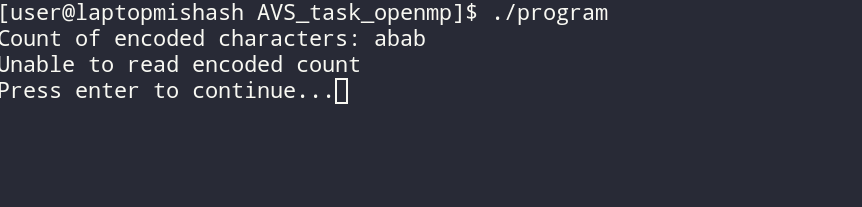 [user@laptopmishash AVS_task_openmp]$ ./program
Count of encoded characters: abab
Unable to read encoded count
Press enter to continue...